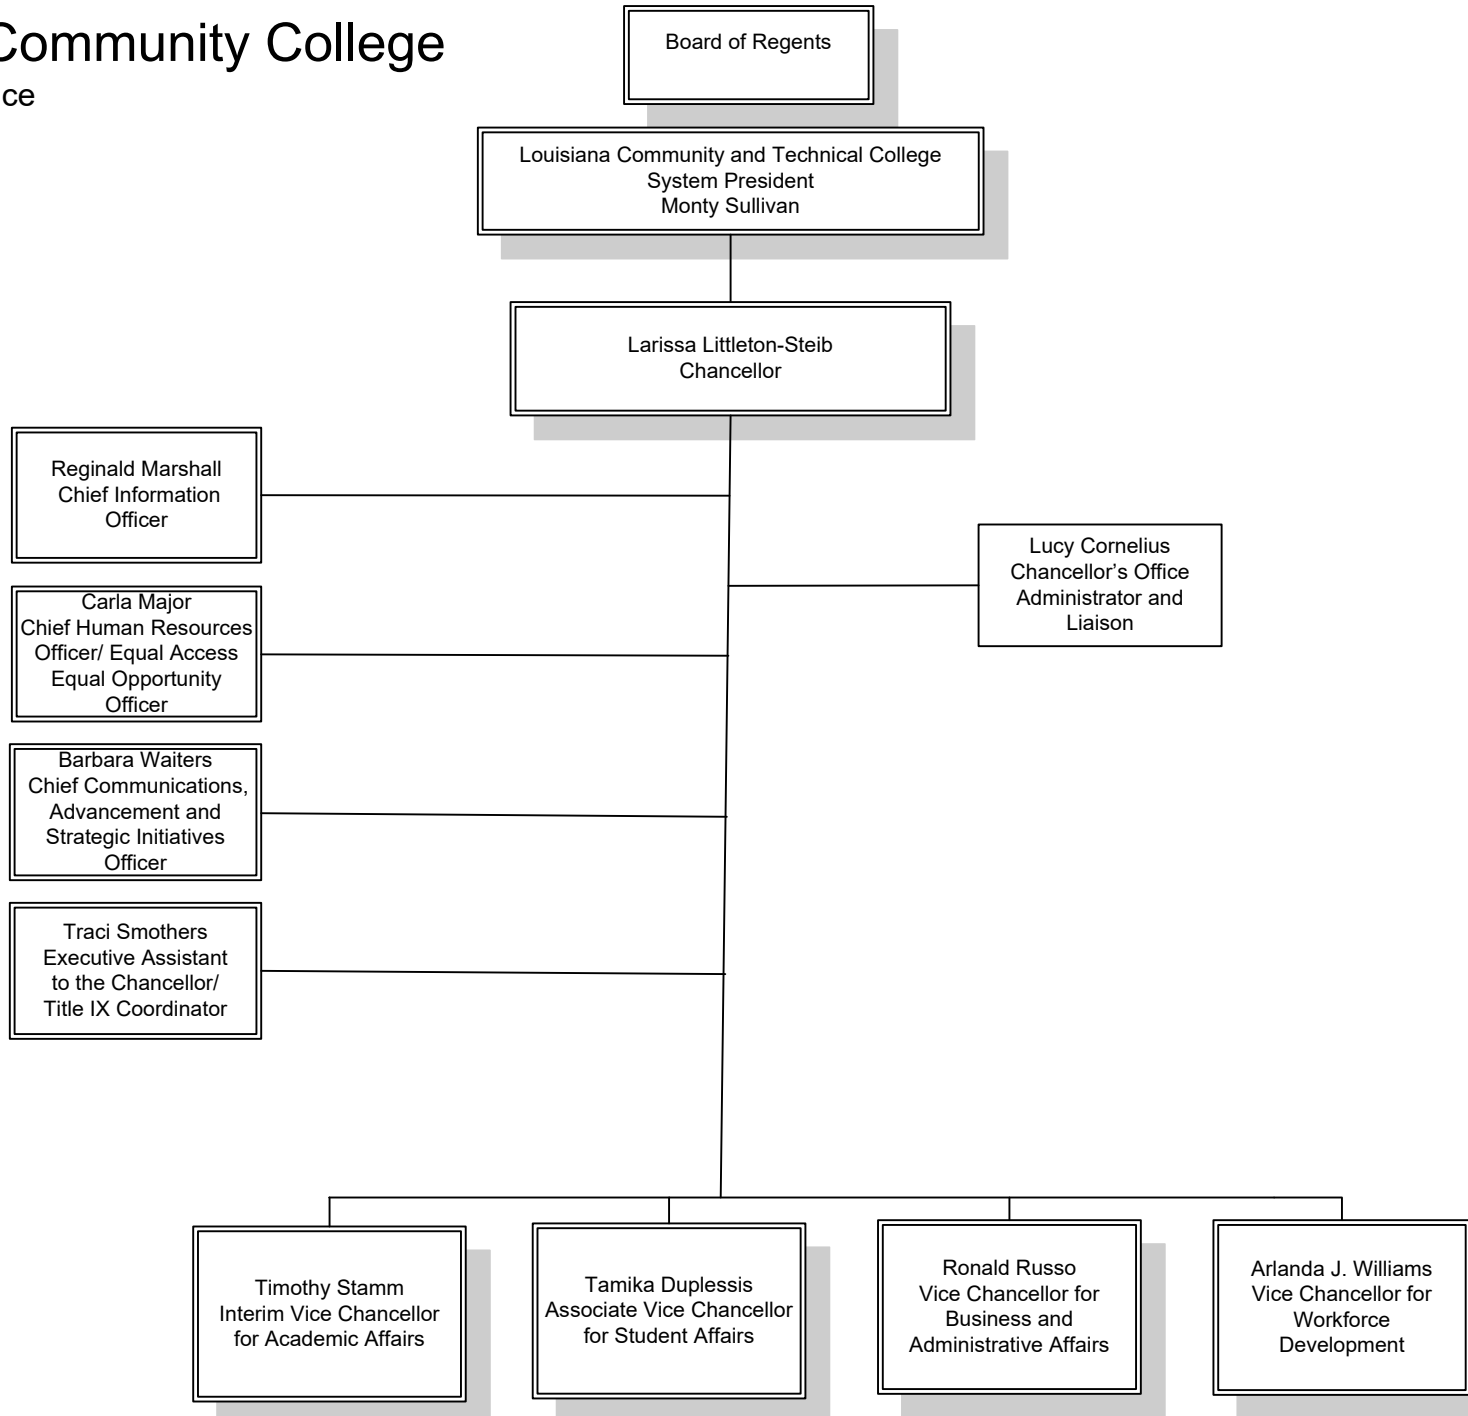 Community College
ce
Board of Regents
Louisiana Community and Technical College
System President
Monty Sullivan
Larissa Littleton-Steib
Chancellor
Reginald Marshall
Chief Information
Officer
Lucy Cornelius
Chancellor’s Office
Administrator and
Liaison
Carla Major
Chief Human Resources
Officer/ Equal Access
Equal Opportunity
Officer
Barbara Waiters
Chief Communications,
Advancement and
Strategic Initiatives
Officer
Traci Smothers
Executive Assistant
to the Chancellor/
Title IX Coordinator
Timothy Stamm
Interim Vice Chancellor
for Academic Affairs
Tamika Duplessis
Associate Vice Chancellor
for Student Affairs
Ronald Russo
Vice Chancellor for
Business and
Administrative Affairs
Arlanda J. Williams
Vice Chancellor for
Workforce
Development